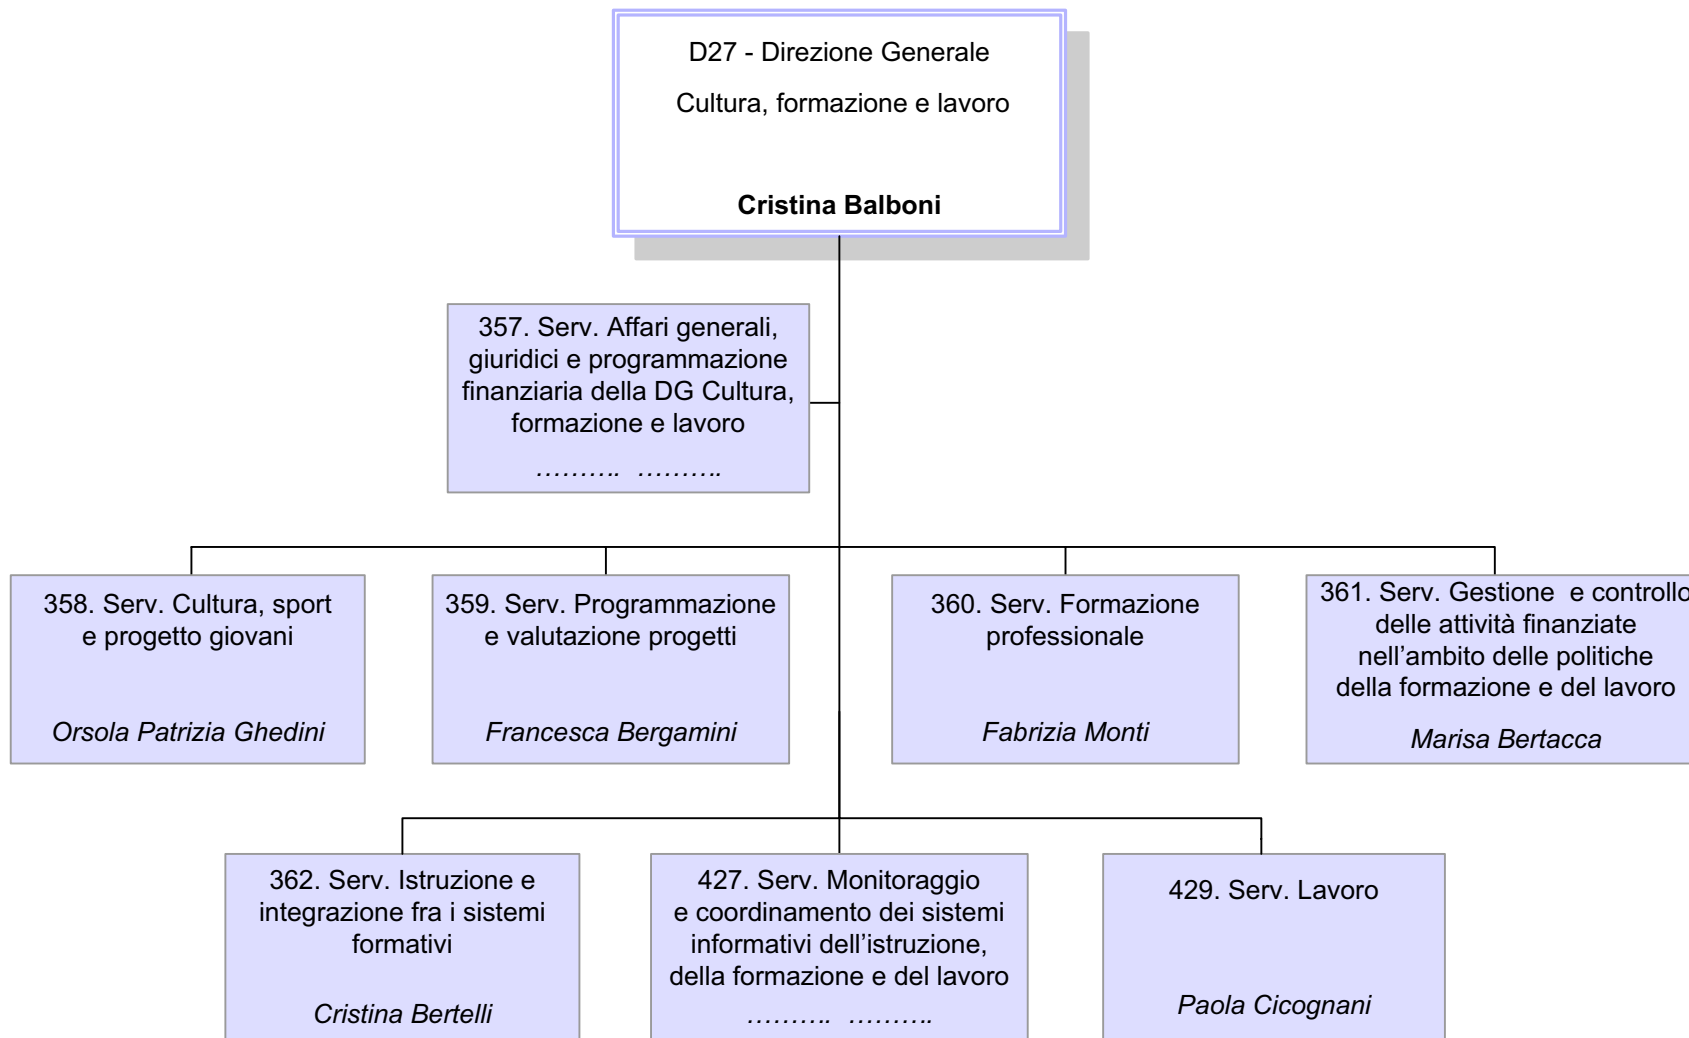 D27 - Direzione Generale
Cultura, formazione e lavoro
Cristina Balboni
357. Serv. Affari generali,
giuridici e programmazione
finanziaria della DG Cultura,
formazione e lavoro
………. ……….
358. Serv. Cultura, sport
e progetto giovani
Orsola Patrizia Ghedini
359. Serv. Programmazione
e valutazione progetti
Francesca Bergamini
360. Serv. Formazione
professionale
Fabrizia Monti
361. Serv. Gestione e controllo
delle attività finanziate
nell’ambito delle politiche
della formazione e del lavoro
Marisa Bertacca
362. Serv. Istruzione e
integrazione fra i sistemi
formativi
Cristina Bertelli
427. Serv. Monitoraggio
e coordinamento dei sistemi
informativi dell’istruzione,
della formazione e del lavoro
………. ……….
429. Serv. Lavoro
Paola Cicognani